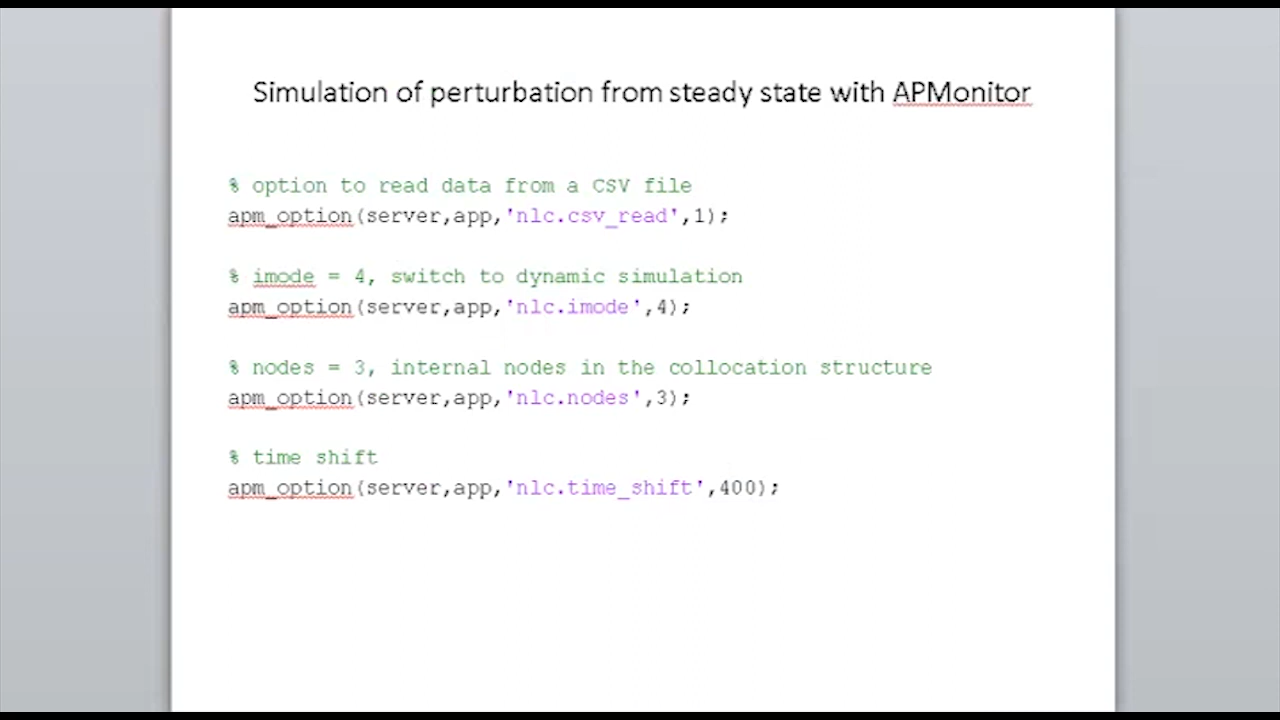 Simulation of perturbation from steady state with APMonitor
% option to read data from a CSV file
apm_option(server,app,'nlc.csv_read',1);
% imode = 4, switch to dynamic simulation
apm_option(server,app,'nlc.imode',4);
% nodes = 3, internal nodes in the collocation structure
apm_option(server,app,'nlc.nodes',3);
% time shift
apm_option(server,app,'nlc.time_shift',400);